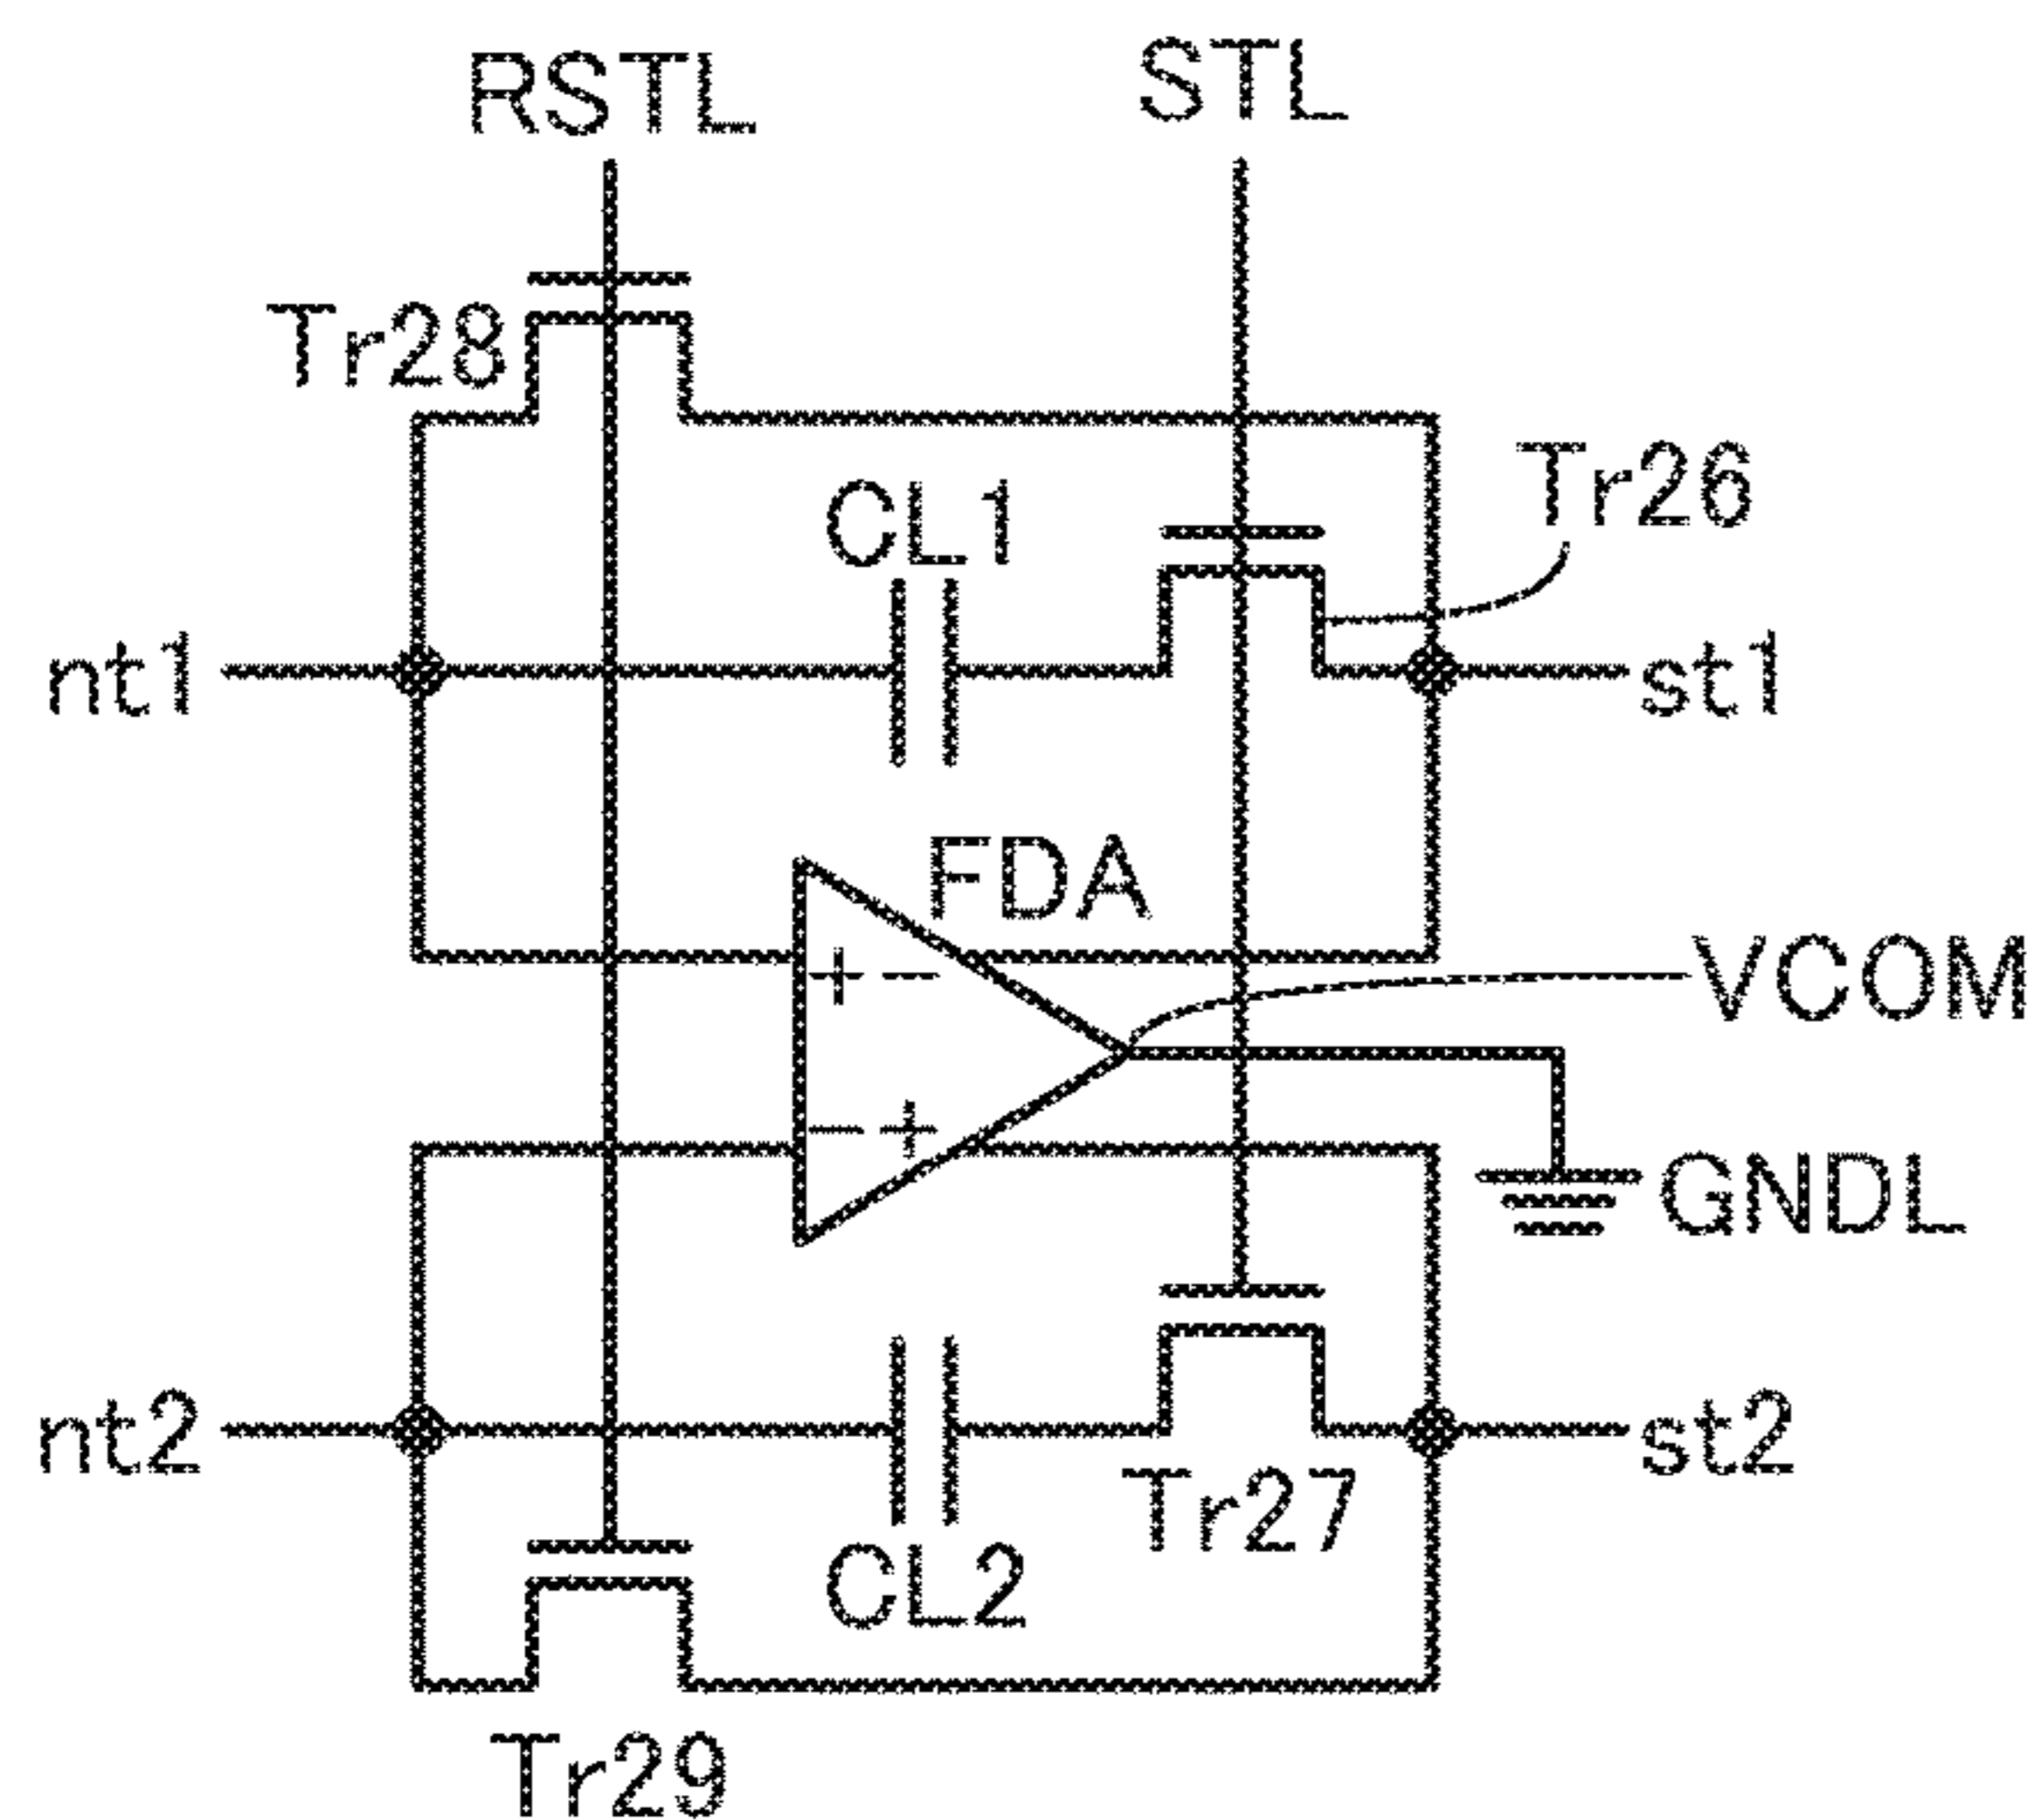 RSTL STL
Tr28
Tr26
CL1
nt1 st1
FDA
+ -
VCOM
- +
GNDL
nt2 st2
Tr27
CL2
Tr29